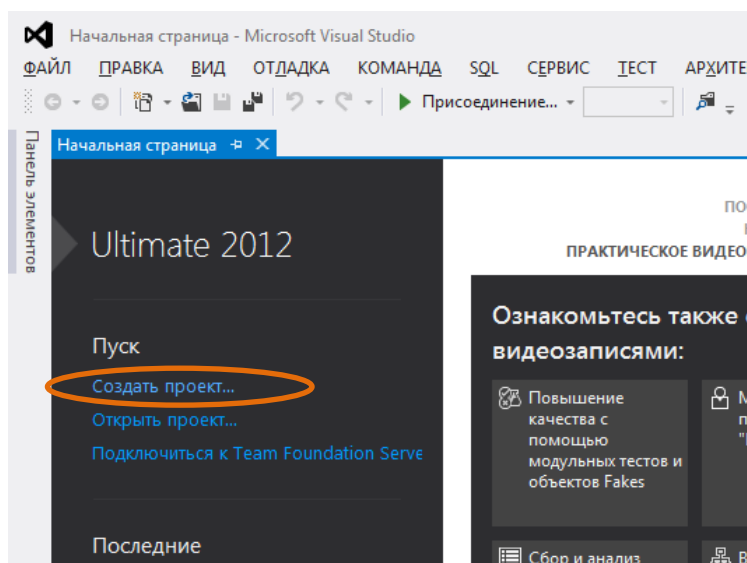 Начальная страница - Microsoft Visual Studio
ФАЙЛ ПРАВКА ВИД ОТЛАДКА КОМАНДА SQL СЕРВИС ТЕСТ АРХИТЕ
Присоединение...
Панель элементов
Начальная страница
Ultimate 2012
Пуск
Создать проект...
Открыть проект...
Подключиться к Team Foundation Serve
Последние
ПО
ПРАКТИЧЕСКОЕ ВИДЕО
Ознакомьтесь также
видеозаписями:
Повышение
качества с
помощью
модульных тестов и
объектов Fakes
Сбор и анализ